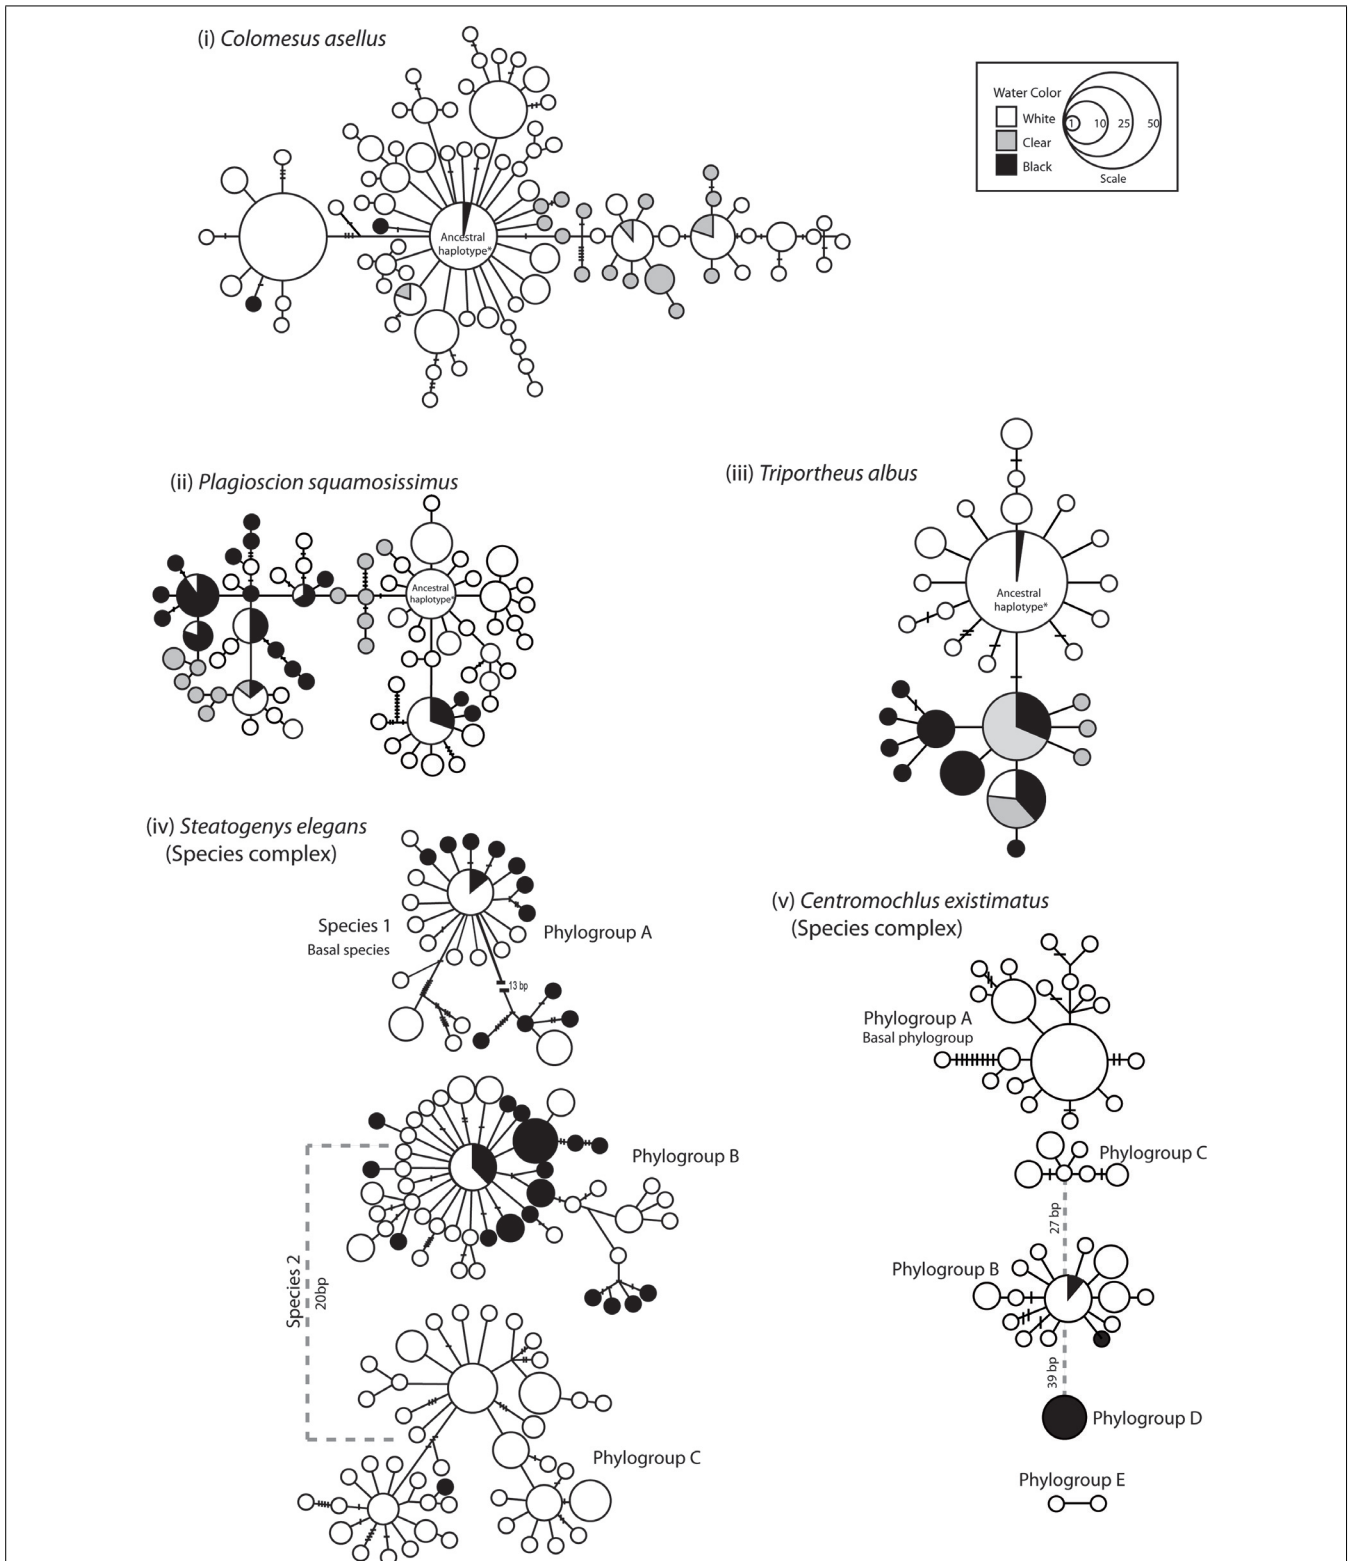 (i) Colomesus asellus
Water Color
White
Clear
Black
1 10 25 50
Scale
Ancestral
haplotype*
(ii) Plagioscion squamosissimus
Ancestral
haplotype*
(iii) Triportheus albus
Ancestral
haplotype*
(iv) Steatogenys elegans
(Species complex)
Species 1
Basal species
Phylogroup A
13 bp
Phylogroup B
Species 2
20bp
Phylogroup C
(v) Centromochlus existimatus
(Species complex)
Phylogroup A
Basal phylogroup
Phylogroup C
27 bp
Phylogroup B
39 bp
Phylogroup D
Phylogroup E